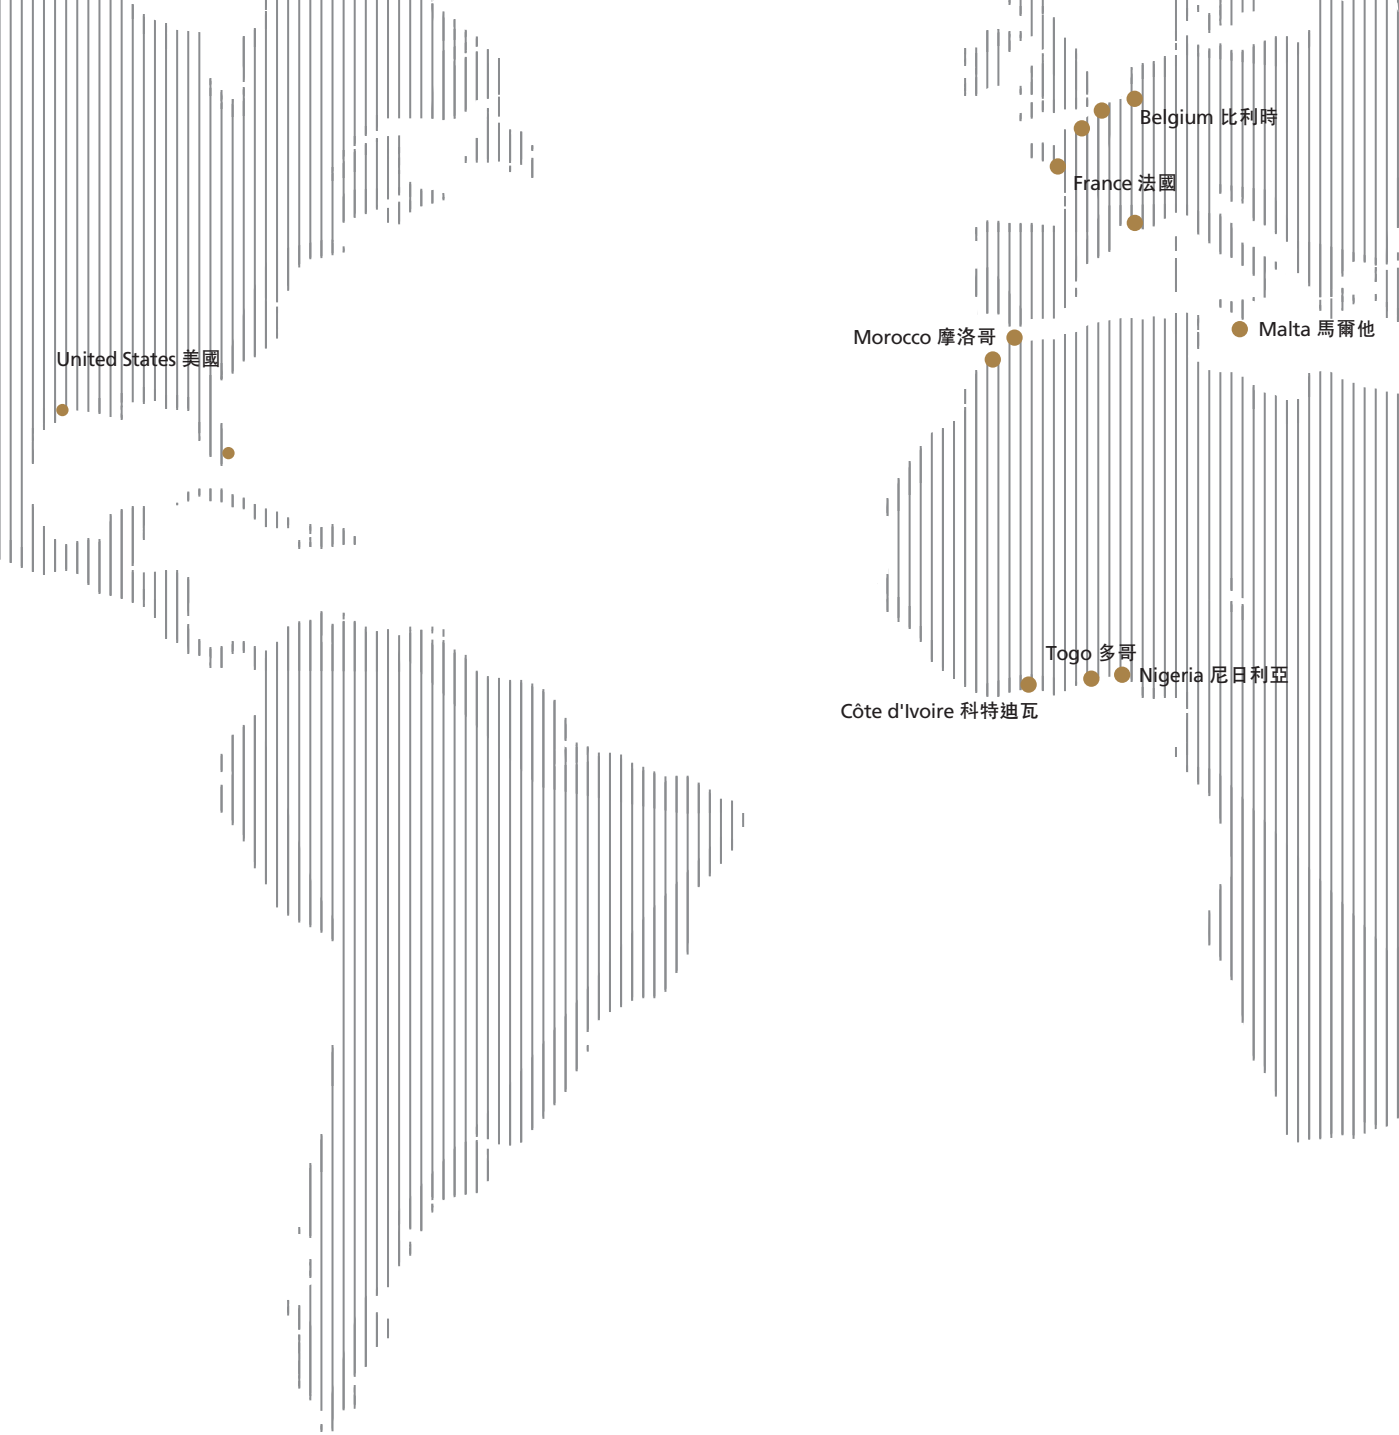 Belgium 比利時
France 法國
Morocco 摩洛哥
Malta 馬爾他
United States 美國
Togo 多哥
Nigeria 尼日利亞
Côte d'Ivoire 科特迪瓦